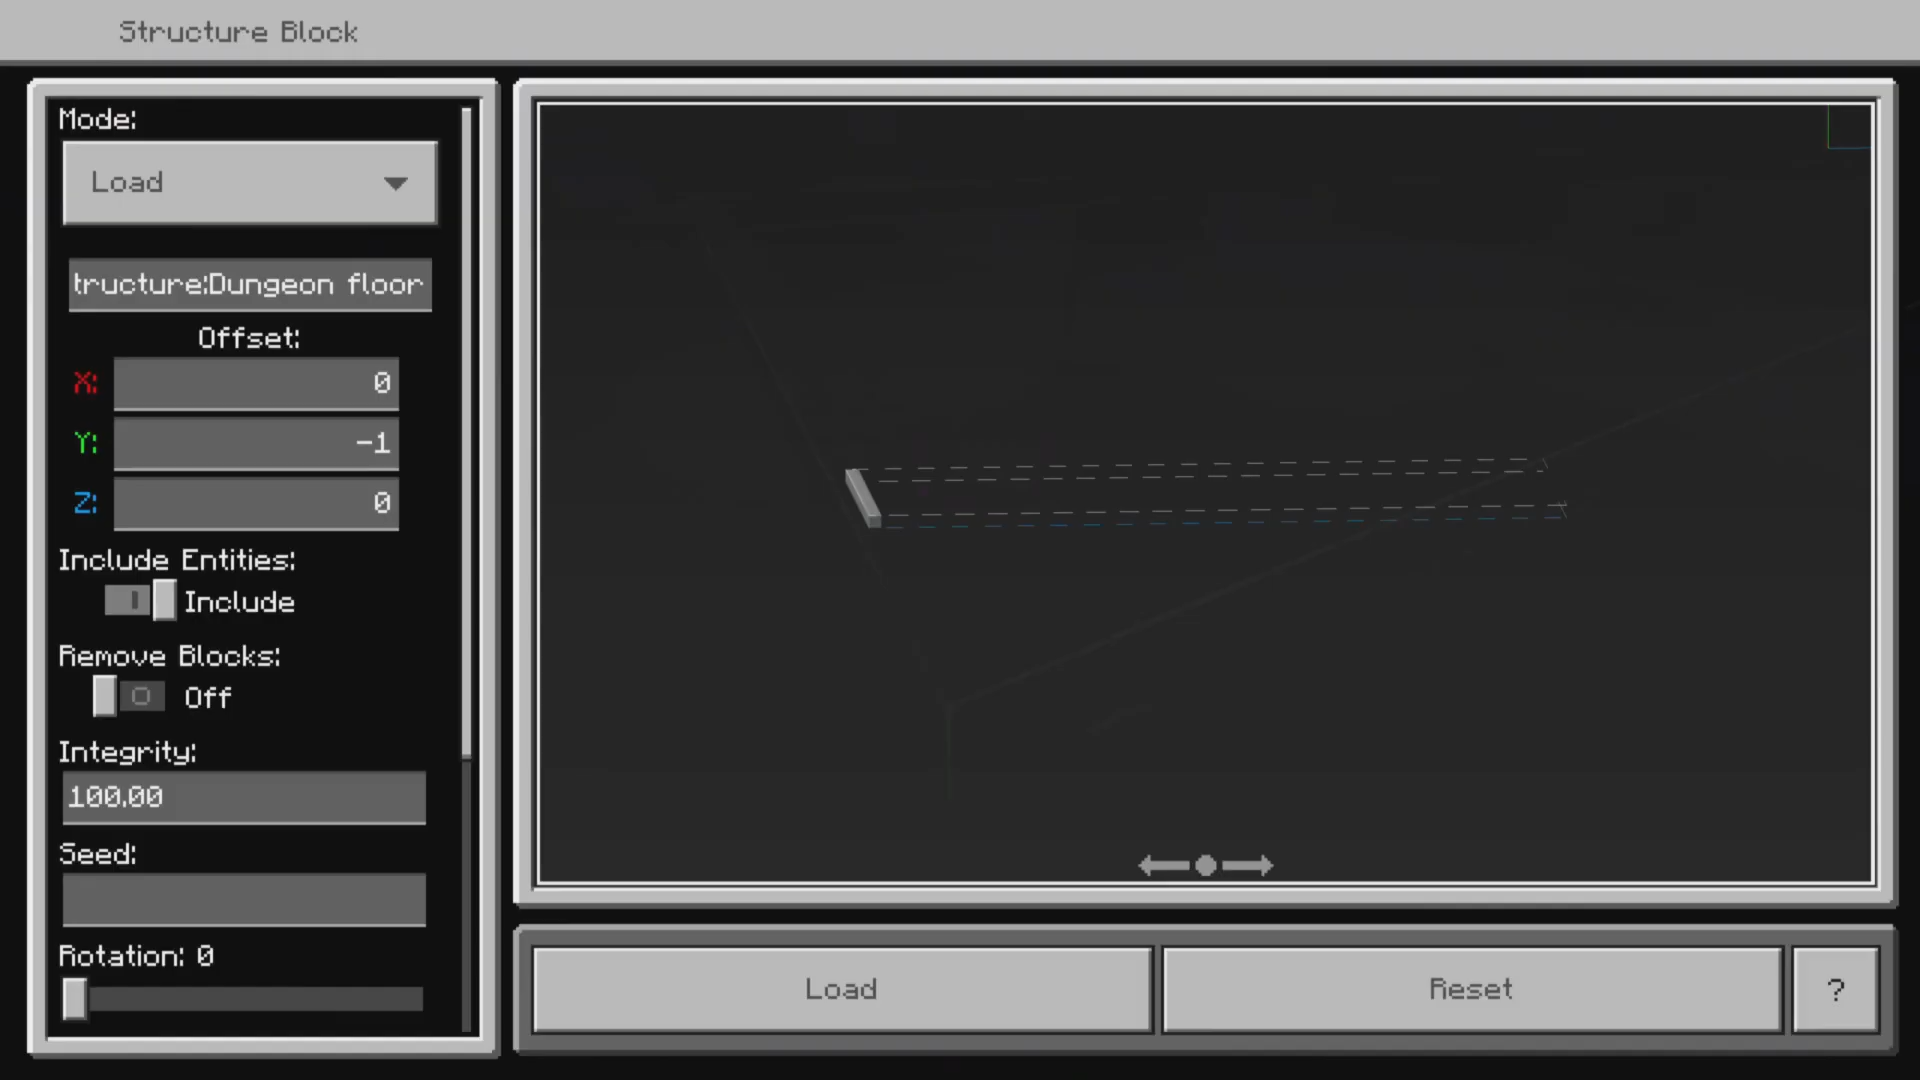 Structure Block
Mode:
Load
tructure:Dungeon floor
Offset:
X: 0
Y: -1
Z: 0
Include Entities:
Include
Remove Blocks:
Off
Integrity:
100.00
Seed:
Rotation: 0
Load
Reset
?